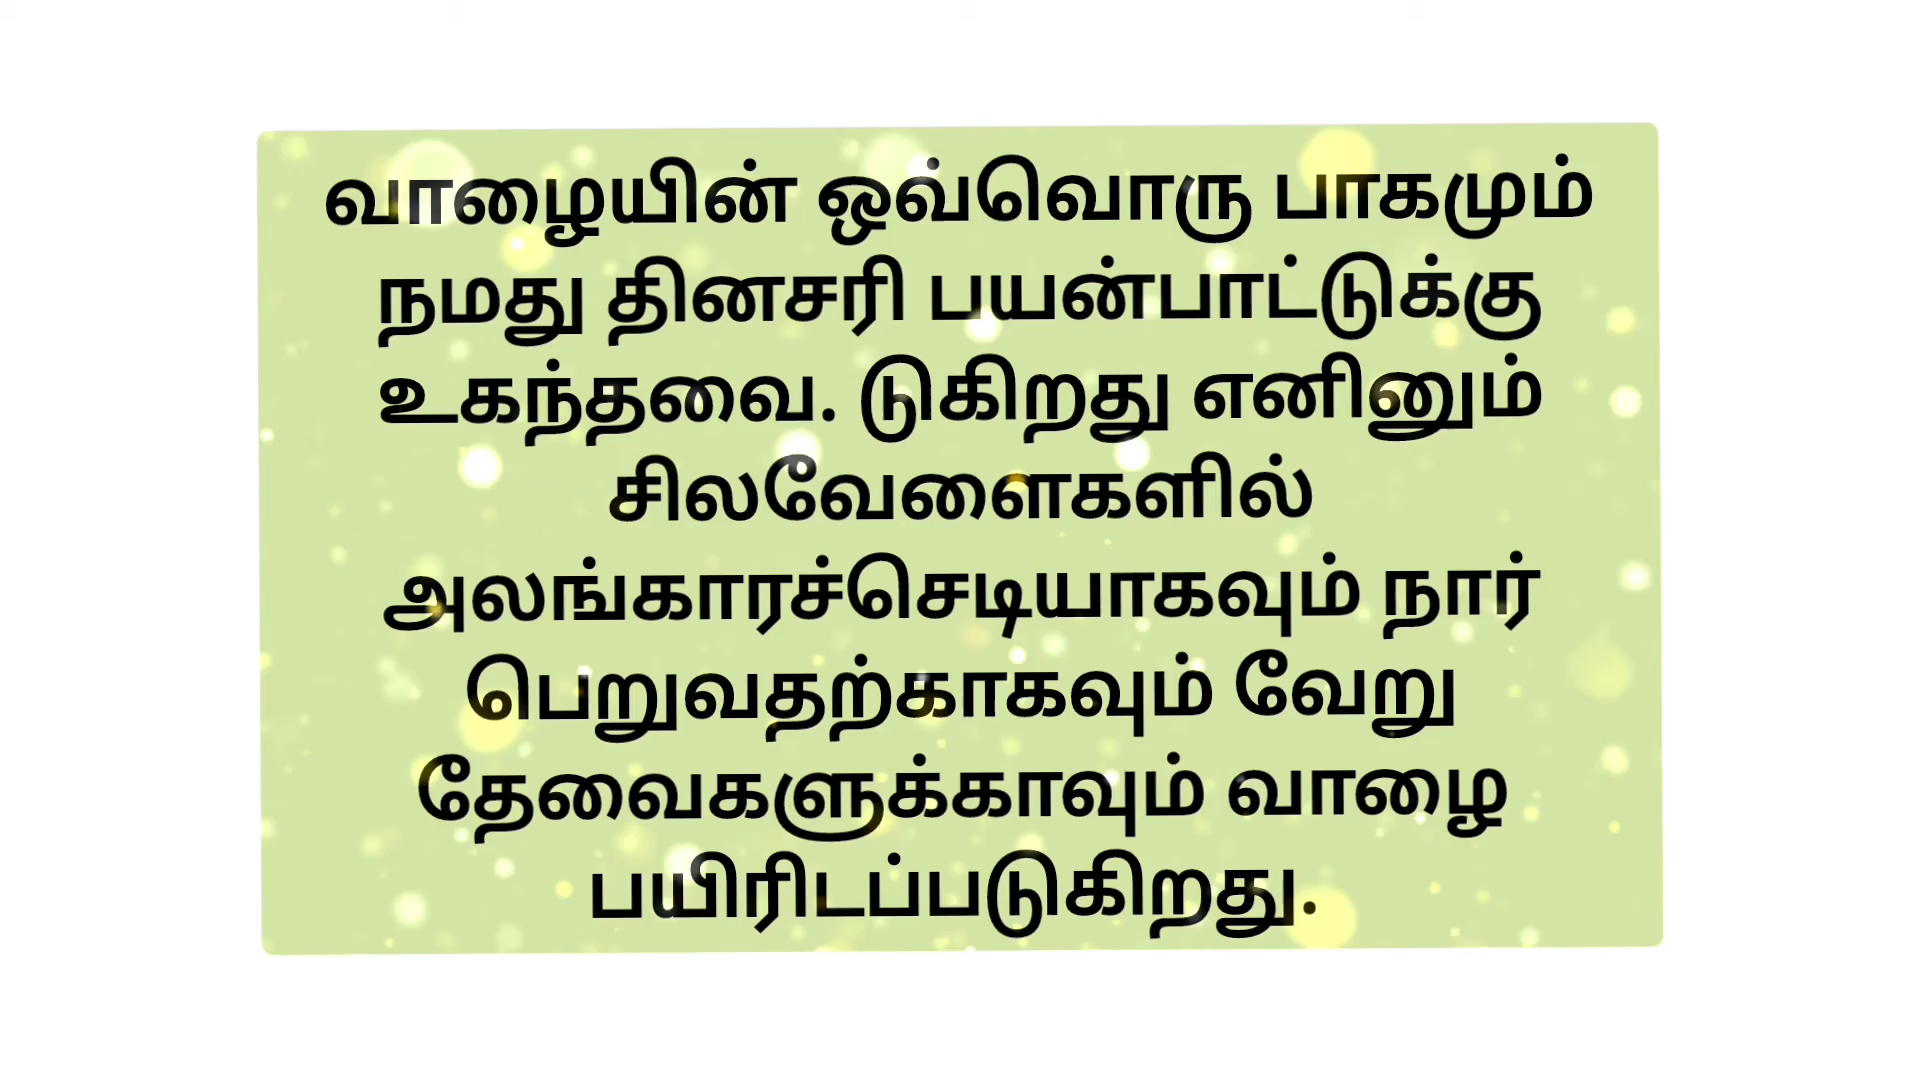 வாழையின் ஒவ்வொரு பாகமும்
நமது தினசரி பயன்பாட்டுக்கு
உகந்தவை. டுகிறது எனினும்
சிலவேளைகளில்
அலங்காரச்செடியாகவும் நார்
பெறுவதற்காகவும் வேறு
தேவைகளுக்காவும் வாழை
பயிரிடப்படுகிறது.